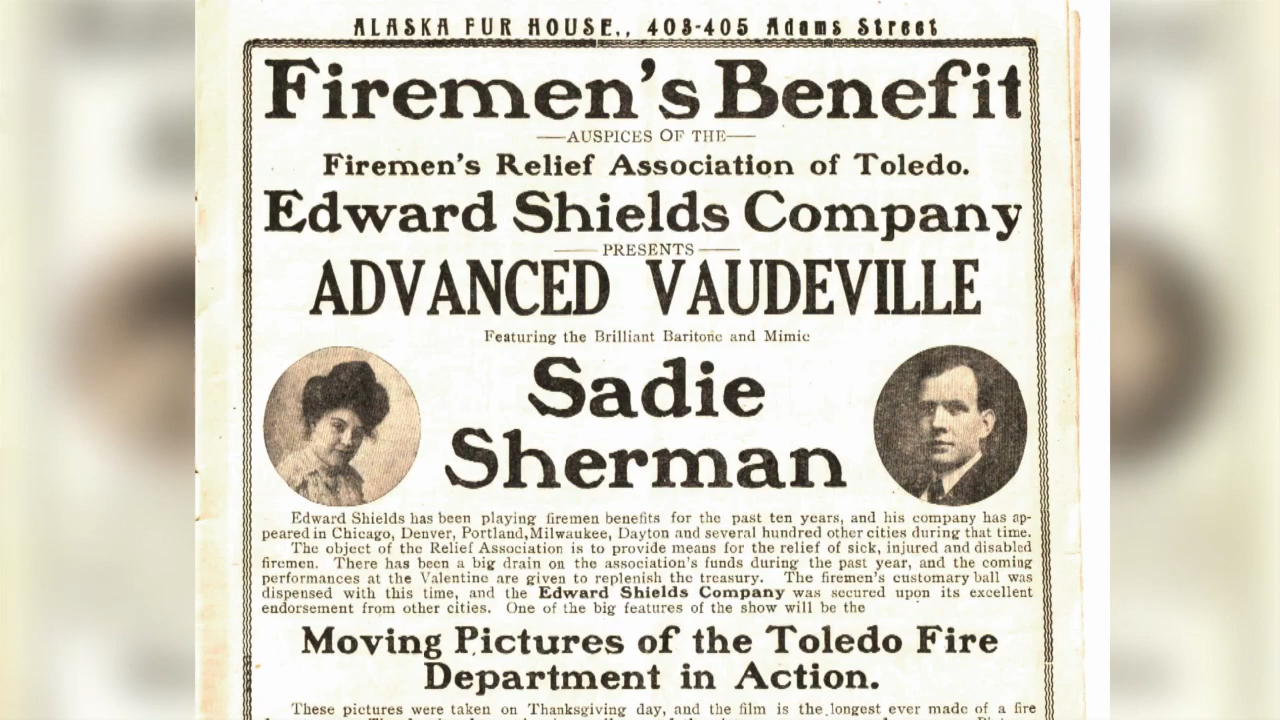 ALASKA FUR HOUSE., 403-405 Adams Street
Firemen's Benefit
—AUSPICES OF THE—
Firemen's Relief Association of Toledo.
Edward Shields Company
—PRESENTS—
ADVANCED VAUDEVILLE
Featuring the Brilliant Baritone and Mimic
Sadie
Sherman
Edward Shields has been playing firemen benefits for the past ten years, and his company has ap-
peared in Chicago, Denver, Portland,Milwaukee, Dayton and several hundred other cities during that time.
The object of the Relief Association is to provide means for the relief of sick, injured and disabled
firemen. There has been a big drain on the association's funds during the past year, and the coming
performances at the Valentine are given to replenish the treasury. The firemen's customary ball was
dispensed with this time, and the Edward Shields Company was secured upon its excellent
endorsement from other cities. One of the big features of the show will be the
Moving Pictures of the Toledo Fire
Department in Action.
These pictures were taken on Thanksgiving day, and the film is the longest ever made of a fire